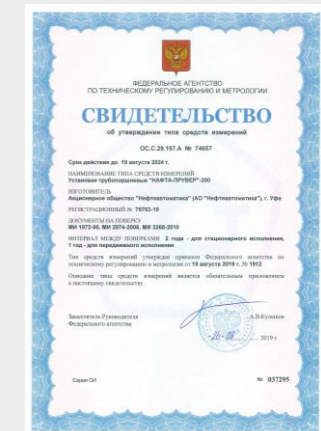 ФЕДЕРАЛЬНОЕ АГЕНТСТВО
ПО ТЕХНИЧЕСКОМУ РЕГУЛИРОВАНИЮ И МЕТРОЛОГИИ
СВИДЕТЕЛЬСТВО
об утверждении типа средств измерений
ОС.С.29.157.А № 74657
Срок действия до 19 августа 2024 г.
НАИМЕНОВАНИЕ ТИПА СРЕДСТВ ИЗМЕРЕНИЙ
Установки трубопоршневые "НАФТА-ПРУВЕР"-300
ИЗГОТОВИТЕЛЬ
Акционерное общество "Нефтеавтоматика" (АО "Нефтеавтоматика"), г. Уфа
РЕГИСТРАЦИОННЫЙ № 75763-19
ДОКУМЕНТЫ НА ПОВЕРКУ
МИ 1972-95, МИ 2974-2006, МИ 3268-2010
ИНТЕРВАЛ МЕЖДУ ПОВЕРКАМИ 2 года - для стационарного исполнения,
1 год - для передвижного исполнения
Тип средств измерений утвержден приказом Федерального агентства по
техническому регулированию и метрологии от 19 августа 2019 г. № 1912
Описание типа средств измерений является обязательным приложением
к настоящему свидетельству.
Заместитель Руководителя
Федерального агентства
А.В.Кулешов
2019 г.
Серия СИ
№ 037295